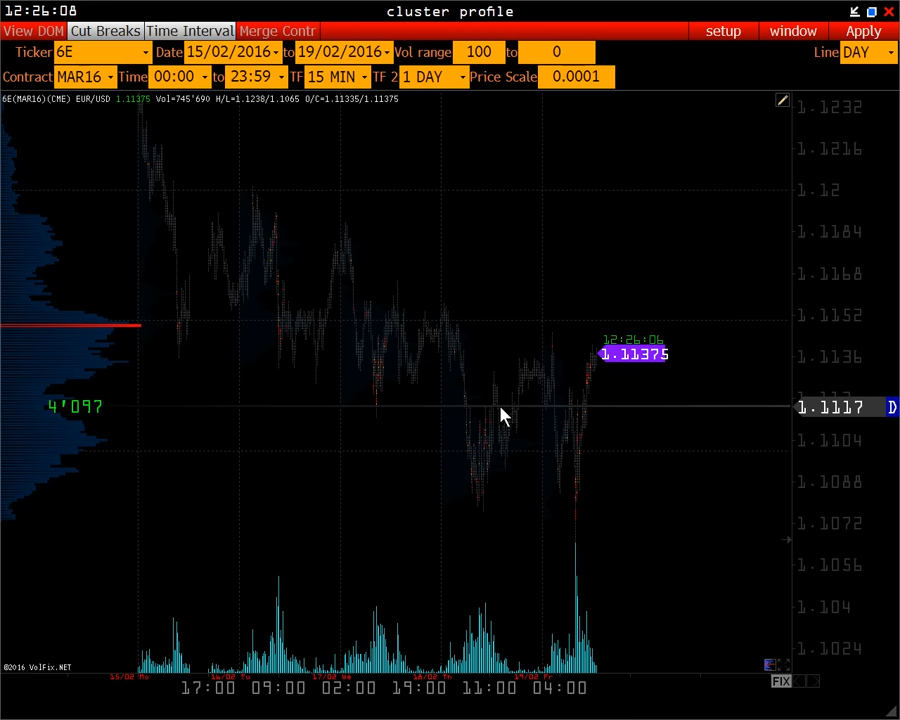 12:26:08 cluster profile
View DOM Cut Breaks Time Interval Merge Contr setup window Apply
Ticker 6E Date 15/02/2016 to 19/02/2016 Vol range 100 to 0 Line DAY
Contract MAR16 Time 00:00 to 23:59 TF 15 MIN TF 2 1 DAY Price Scale 0.0001
6E(MAR16)(CME) EUR/USD 1.11375 Vol=745'690 H/L=1.1238/1.1065 O/C=1.11335/1.11375
1.1232
1.1216
1.12
1.1184
1.1168
1.1152
12:26:06
1.11375
1.1136
4'097
1.1117 D
1.1104
1.1088
1.1072
1.1056
1.104
1.1024
©2016 VolFix.NET
15/02 Mo 16/02 Tu 17/02 We 18/02 Th 19/02 Fr
FIX
17:00 09:00 02:00 19:00 11:00 04:00